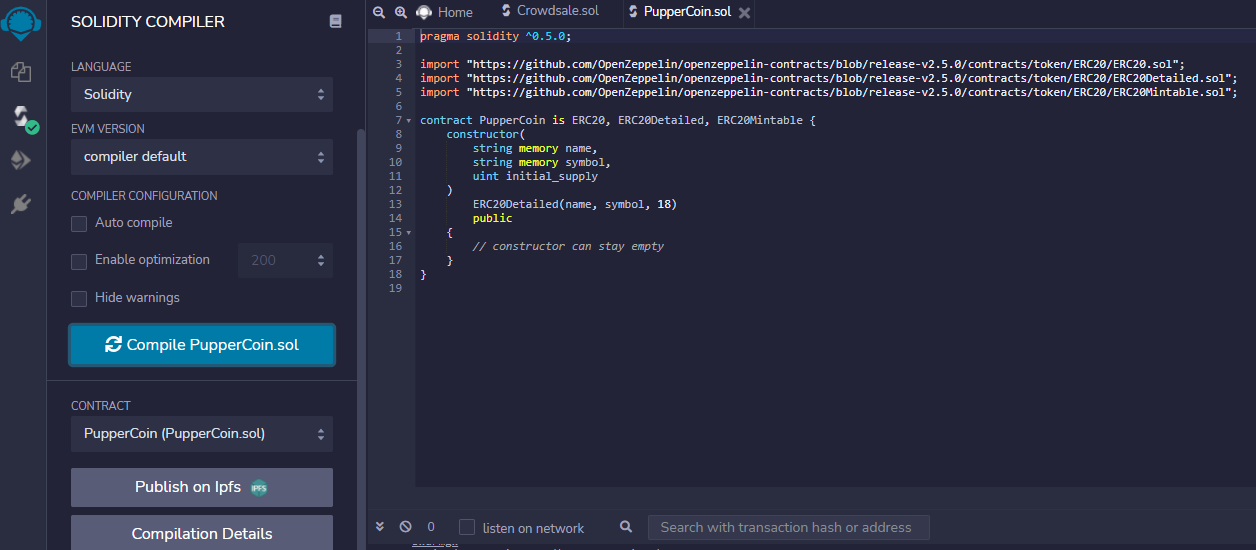 SOLIDITY COMPILER
LANGUAGE
Solidity
EVM VERSION
compiler default
COMPILER CONFIGURATION
Auto compile
Enable optimization 200
Hide warnings
Compile PupperCoin.sol
CONTRACT
PupperCoin (PupperCoin.sol)
Publish on Ipfs IPFS
Compilation Details
Home Crowdsale.sol PupperCoin.sol
1 pragma solidity ^0.5.0;
2
3 import "https://github.com/OpenZeppelin/openzeppelin-contracts/blob/release-v2.5.0/contracts/token/ERC20/ERC20.sol";
4 import "https://github.com/OpenZeppelin/openzeppelin-contracts/blob/release-v2.5.0/contracts/token/ERC20/ERC20Detailed.sol";
5 import "https://github.com/OpenZeppelin/openzeppelin-contracts/blob/release-v2.5.0/contracts/token/ERC20/ERC20Mintable.sol";
6
7 contract PupperCoin is ERC20, ERC20Detailed, ERC20Mintable {
8 constructor(
9 string memory name,
10 string memory symbol,
11 uint initial_supply
12 )
13 ERC20Detailed(name, symbol, 18)
14 public
15 {
16 // constructor can stay empty
17 }
18 }
19
0 listen on network Search with transaction hash or address